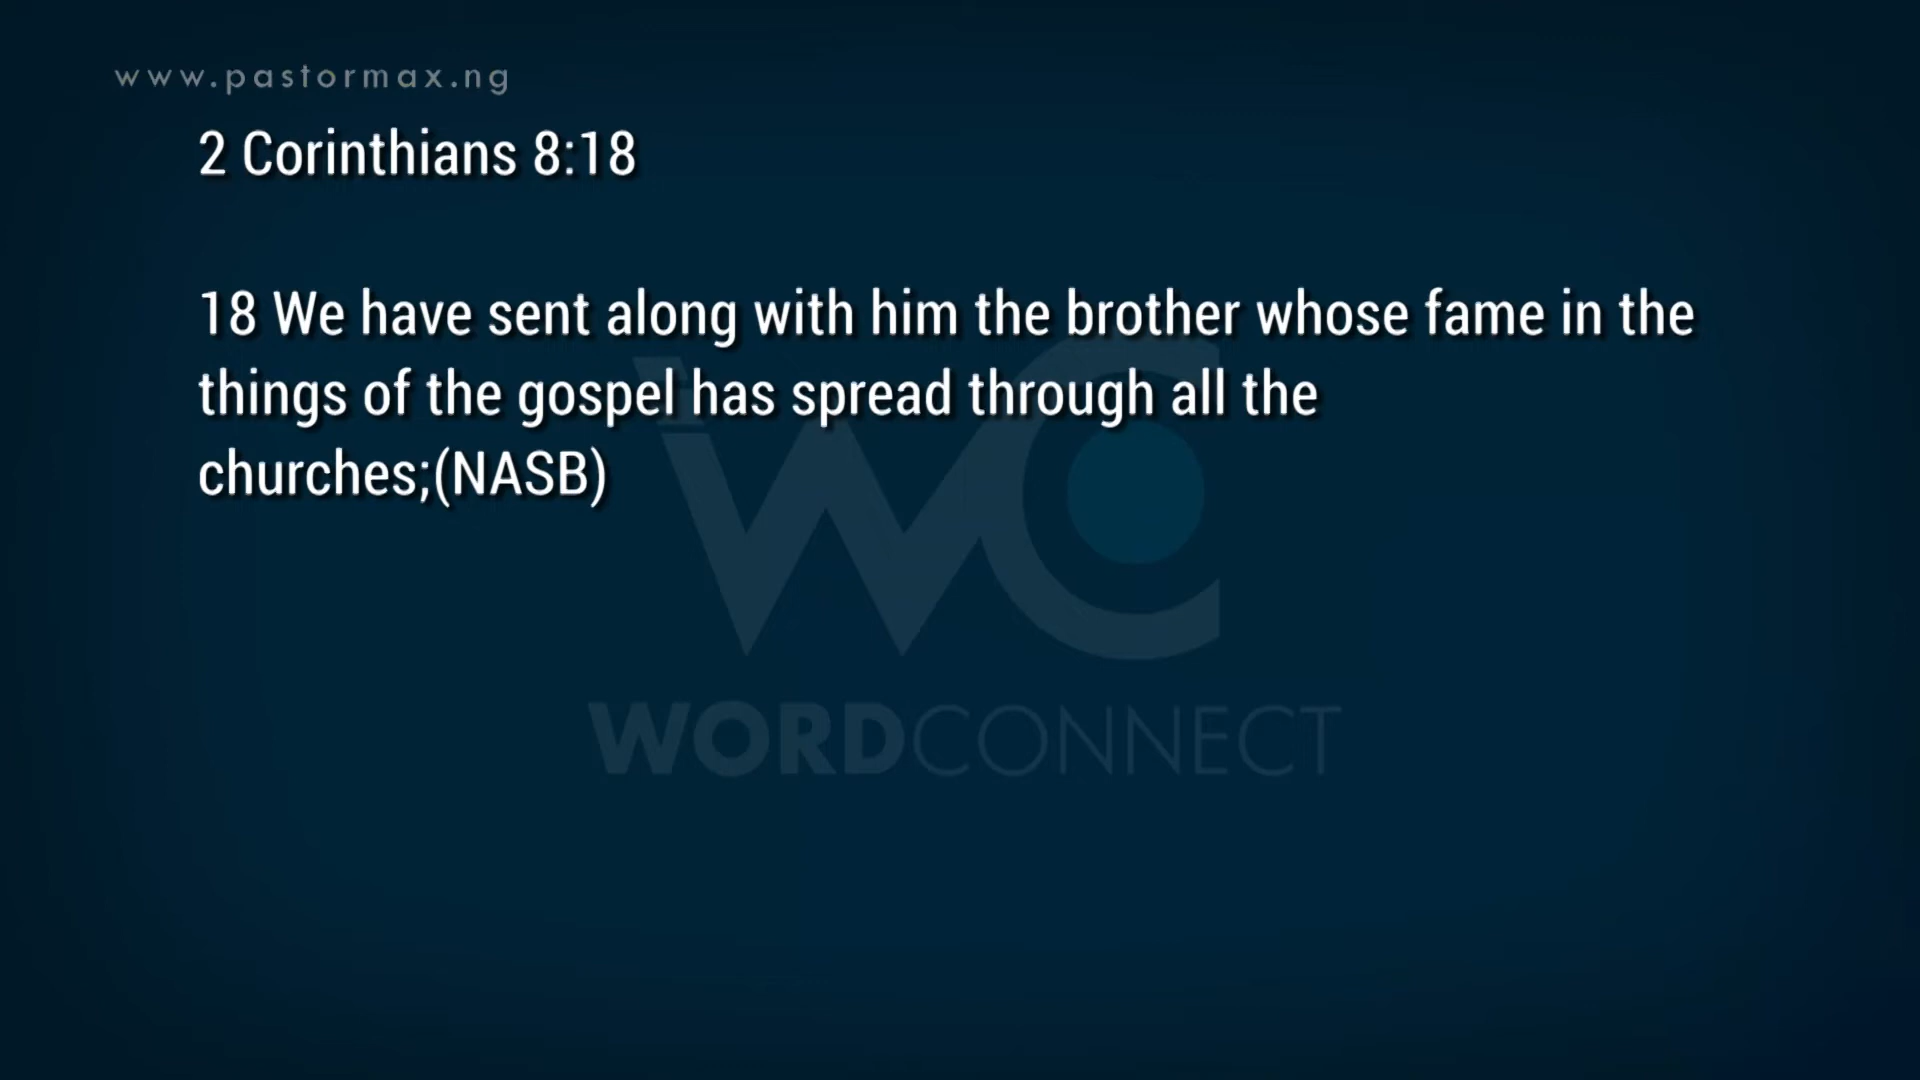 www.pastormax.ng
2 Corinthians 8:18
18 We have sent along with him the brother whose fame in the
things of the gospel has spread through all the
churches;(NASB)
WC
WORDCONNECT